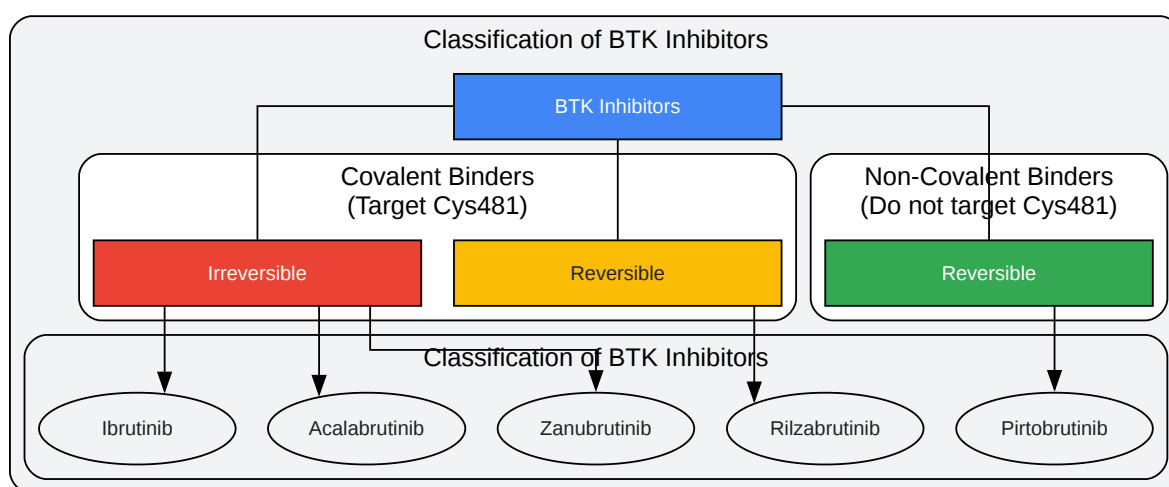 Classification of BTK Inhibitors
BTK Inhibitors
Covalent Binders
(Target Cys481)
Non-Covalent Binders
(Do not target Cys481)
Irreversible
Reversible
Reversible
Classification of BTK Inhibitors
Ibrutinib
Acalabrutinib
Zanubrutinib
Rilzabrutinib
Pirtobrutinib